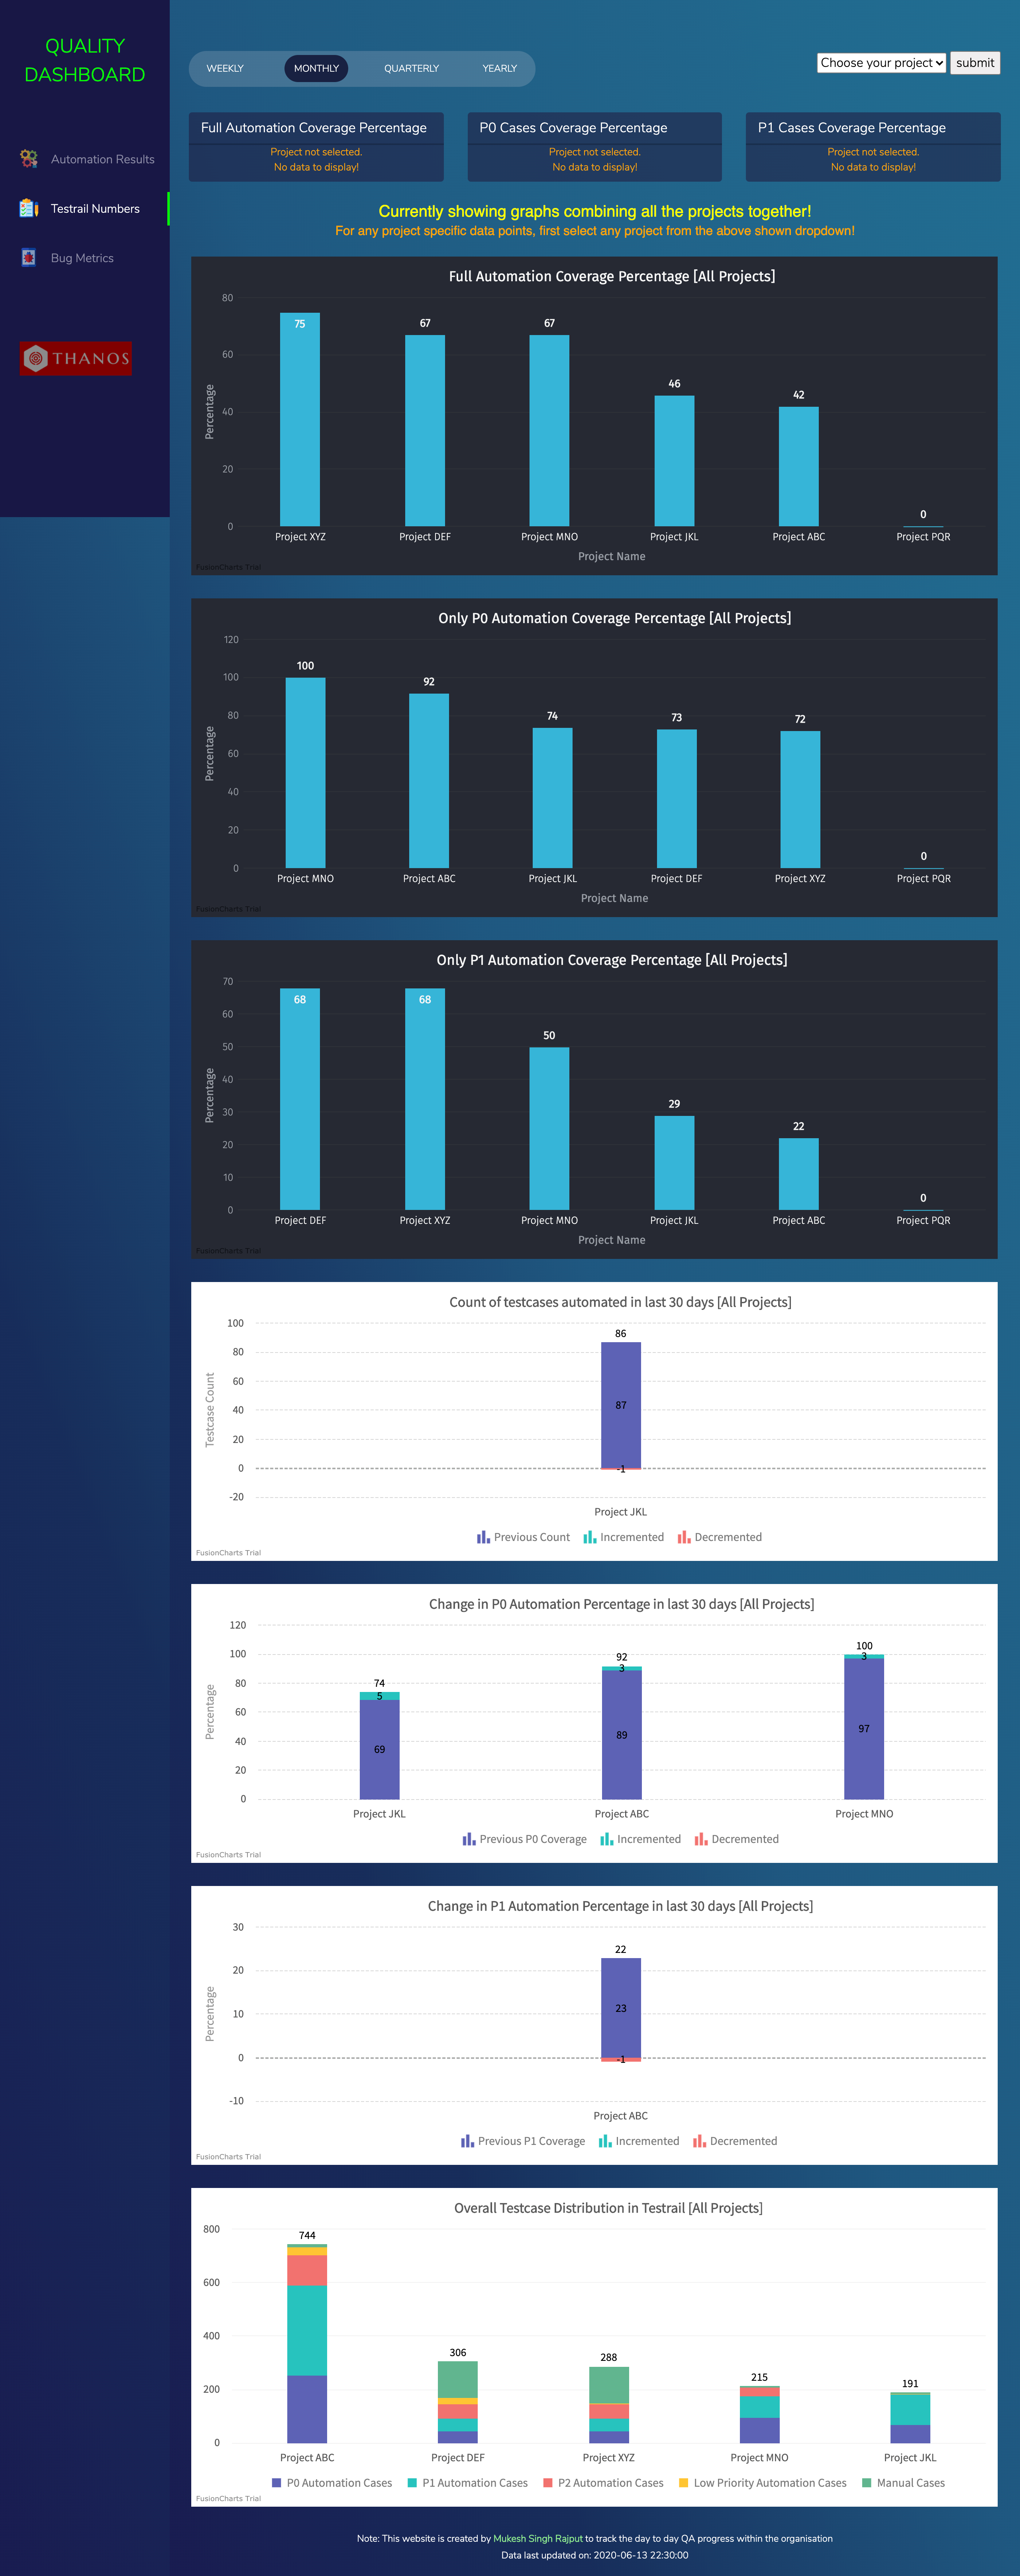 QUALITY
DASHBOARD
WEEKLY MONTHLY QUARTERLY YEARLY
Choose your project submit
Automation Results
Testrail Numbers
Bug Metrics
THANOS
Full Automation Coverage Percentage
Project not selected.
No data to display!
P0 Cases Coverage Percentage
Project not selected.
No data to display!
P1 Cases Coverage Percentage
Project not selected.
No data to display!
Currently showing graphs combining all the projects together!
For any project specific data points, first select any project from the above shown dropdown!
Full Automation Coverage Percentage [All Projects]
Percentage
80
60
40
20
0
75 67 67 46 42 0
Project XYZ Project DEF Project MNO Project JKL Project ABC Project PQR
Project Name
FusionCharts Trial
Only P0 Automation Coverage Percentage [All Projects]
Percentage
120
100
80
60
40
20
0
100 92 74 73 72 0
Project MNO Project ABC Project JKL Project DEF Project XYZ Project PQR
Project Name
FusionCharts Trial
Only P1 Automation Coverage Percentage [All Projects]
Percentage
70
60
50
40
30
20
10
0
68 68 50 29 22 0
Project DEF Project XYZ Project MNO Project JKL Project ABC Project PQR
Project Name
FusionCharts Trial
Count of testcases automated in last 30 days [All Projects]
Testcase Count
100
80
60
40
20
0
-20
86
87
-1
Project JKL
Previous Count Incremented Decremented
FusionCharts Trial
Change in P0 Automation Percentage in last 30 days [All Projects]
Percentage
120
100
80
60
40
20
0
74 92 100
5 3 3
69 89 97
Project JKL Project ABC Project MNO
Previous P0 Coverage Incremented Decremented
FusionCharts Trial
Change in P1 Automation Percentage in last 30 days [All Projects]
Percentage
30
20
10
0
-10
22
23
-1
Project ABC
Previous P1 Coverage Incremented Decremented
FusionCharts Trial
Overall Testcase Distribution in Testrail [All Projects]
800
600
400
200
0
744 306 288 215 191
Project ABC Project DEF Project XYZ Project MNO Project JKL
P0 Automation Cases P1 Automation Cases P2 Automation Cases Low Priority Automation Cases Manual Cases
FusionCharts Trial
Note: This website is created by Mukesh Singh Rajput to track the day to day QA progress within the organisation
Data last updated on: 2020-06-13 22:30:00